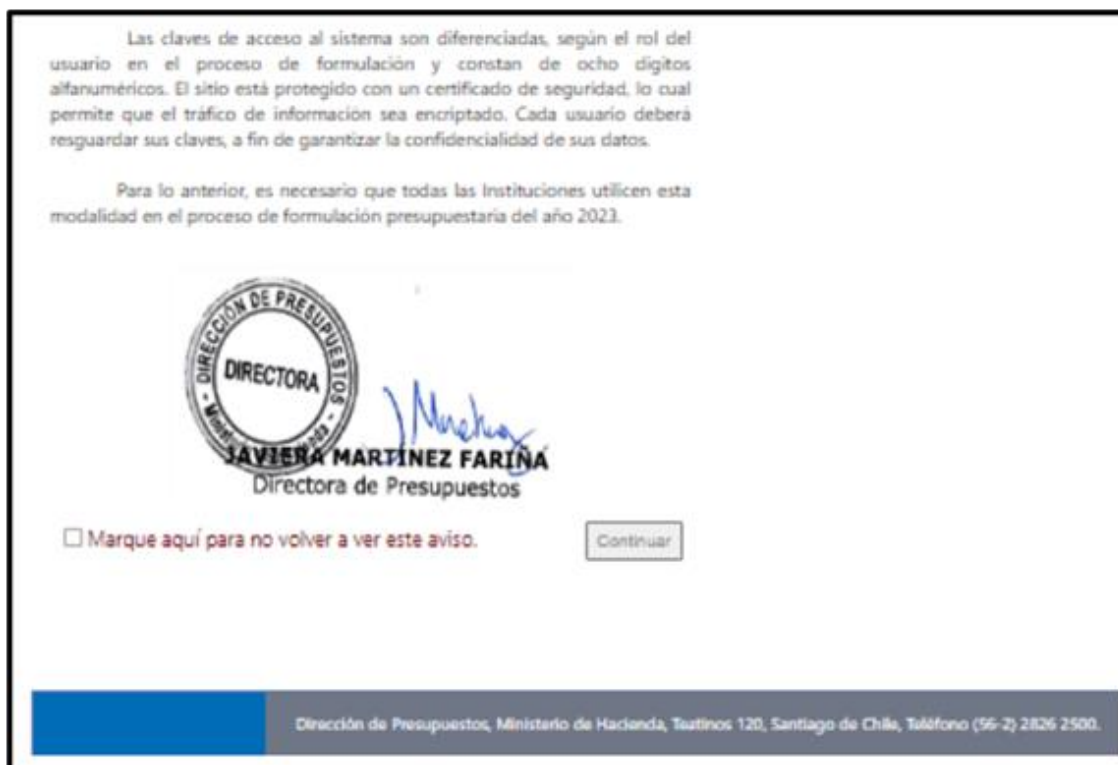 Las claves de acceso al sistema son diferenciadas, según el rol del
usuario en el proceso de formulación y constan de ocho dígitos
alfanuméricos. El sitio está protegido con un certificado de seguridad, lo cual
permite que el tráfico de información sea encriptado. Cada usuario deberá
resguardar sus claves, a fin de garantizar la confidencialidad de sus datos.
Para lo anterior, es necesario que todas las Instituciones utilicen esta
modalidad en el proceso de formulación presupuestaria del año 2023.
DIRECCIÓN DE PRESUPUESTOS
DIRECTORA
JAVIERA MARTÍNEZ FARIÑA
Directora de Presupuestos
Marque aquí para no volver a ver este aviso.
Continuar
Dirección de Presupuestos, Ministerio de Hacienda, Teatinos 120, Santiago de Chile, Teléfono (56-2) 2826 2500.